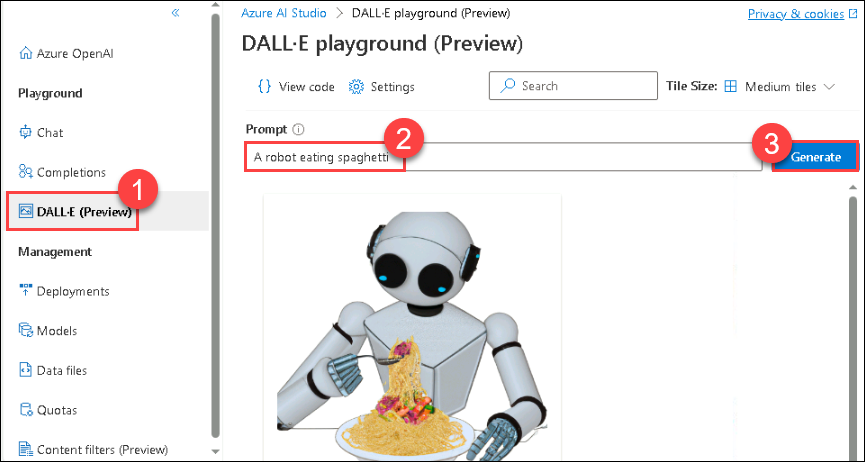 «
Azure OpenAI
Playground
Chat
Completions
1
DALL·E (Preview)
Management
Deployments
Models
Data files
Quotas
Content filters (Preview)
Azure AI Studio > DALL·E playground (Preview)
Privacy & cookies
DALL·E playground (Preview)
{} View code
Settings
Search
Tile Size:
Medium tiles
Prompt
2
A robot eating spaghetti
3
Generate